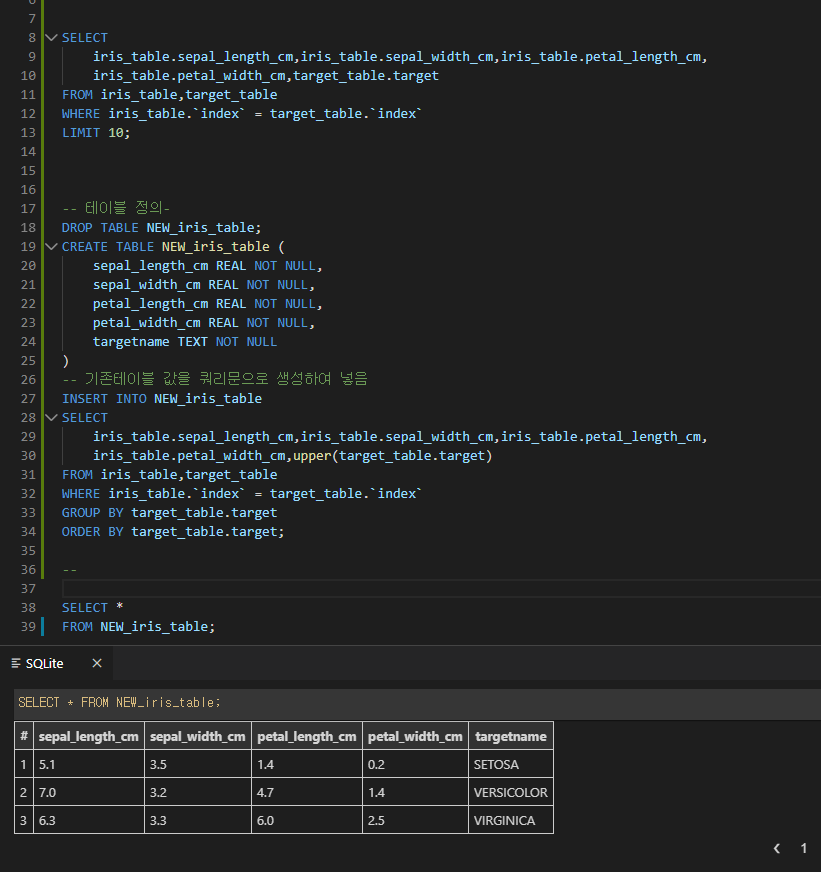 6
7
8 SELECT
9 iris_table.sepal_length_cm,iris_table.sepal_width_cm,iris_table.petal_length_cm,
10 iris_table.petal_width_cm,target_table.target
11 FROM iris_table,target_table
12 WHERE iris_table.`index` = target_table.`index`
13 LIMIT 10;
14
15
16
17 -- 테이블 정의-
18 DROP TABLE NEW_iris_table;
19 CREATE TABLE NEW_iris_table (
20 sepal_length_cm REAL NOT NULL,
21 sepal_width_cm REAL NOT NULL,
22 petal_length_cm REAL NOT NULL,
23 petal_width_cm REAL NOT NULL,
24 targetname TEXT NOT NULL
25 )
26 -- 기존테이블 값을 쿼리문으로 생성하여 넣음
27 INSERT INTO NEW_iris_table
28 SELECT
29 iris_table.sepal_length_cm,iris_table.sepal_width_cm,iris_table.petal_length_cm,
30 iris_table.petal_width_cm,upper(target_table.target)
31 FROM iris_table,target_table
32 WHERE iris_table.`index` = target_table.`index`
33 GROUP BY target_table.target
34 ORDER BY target_table.target;
35
36 --
37
38 SELECT *
39 FROM NEW_iris_table;
SQLite
SELECT * FROM NEW_iris_table;
# sepal_length_cm sepal_width_cm petal_length_cm petal_width_cm targetname
1 5.1 3.5 1.4 0.2 SETOSA
2 7.0 3.2 4.7 1.4 VERSICOLOR
3 6.3 3.3 6.0 2.5 VIRGINICA
1